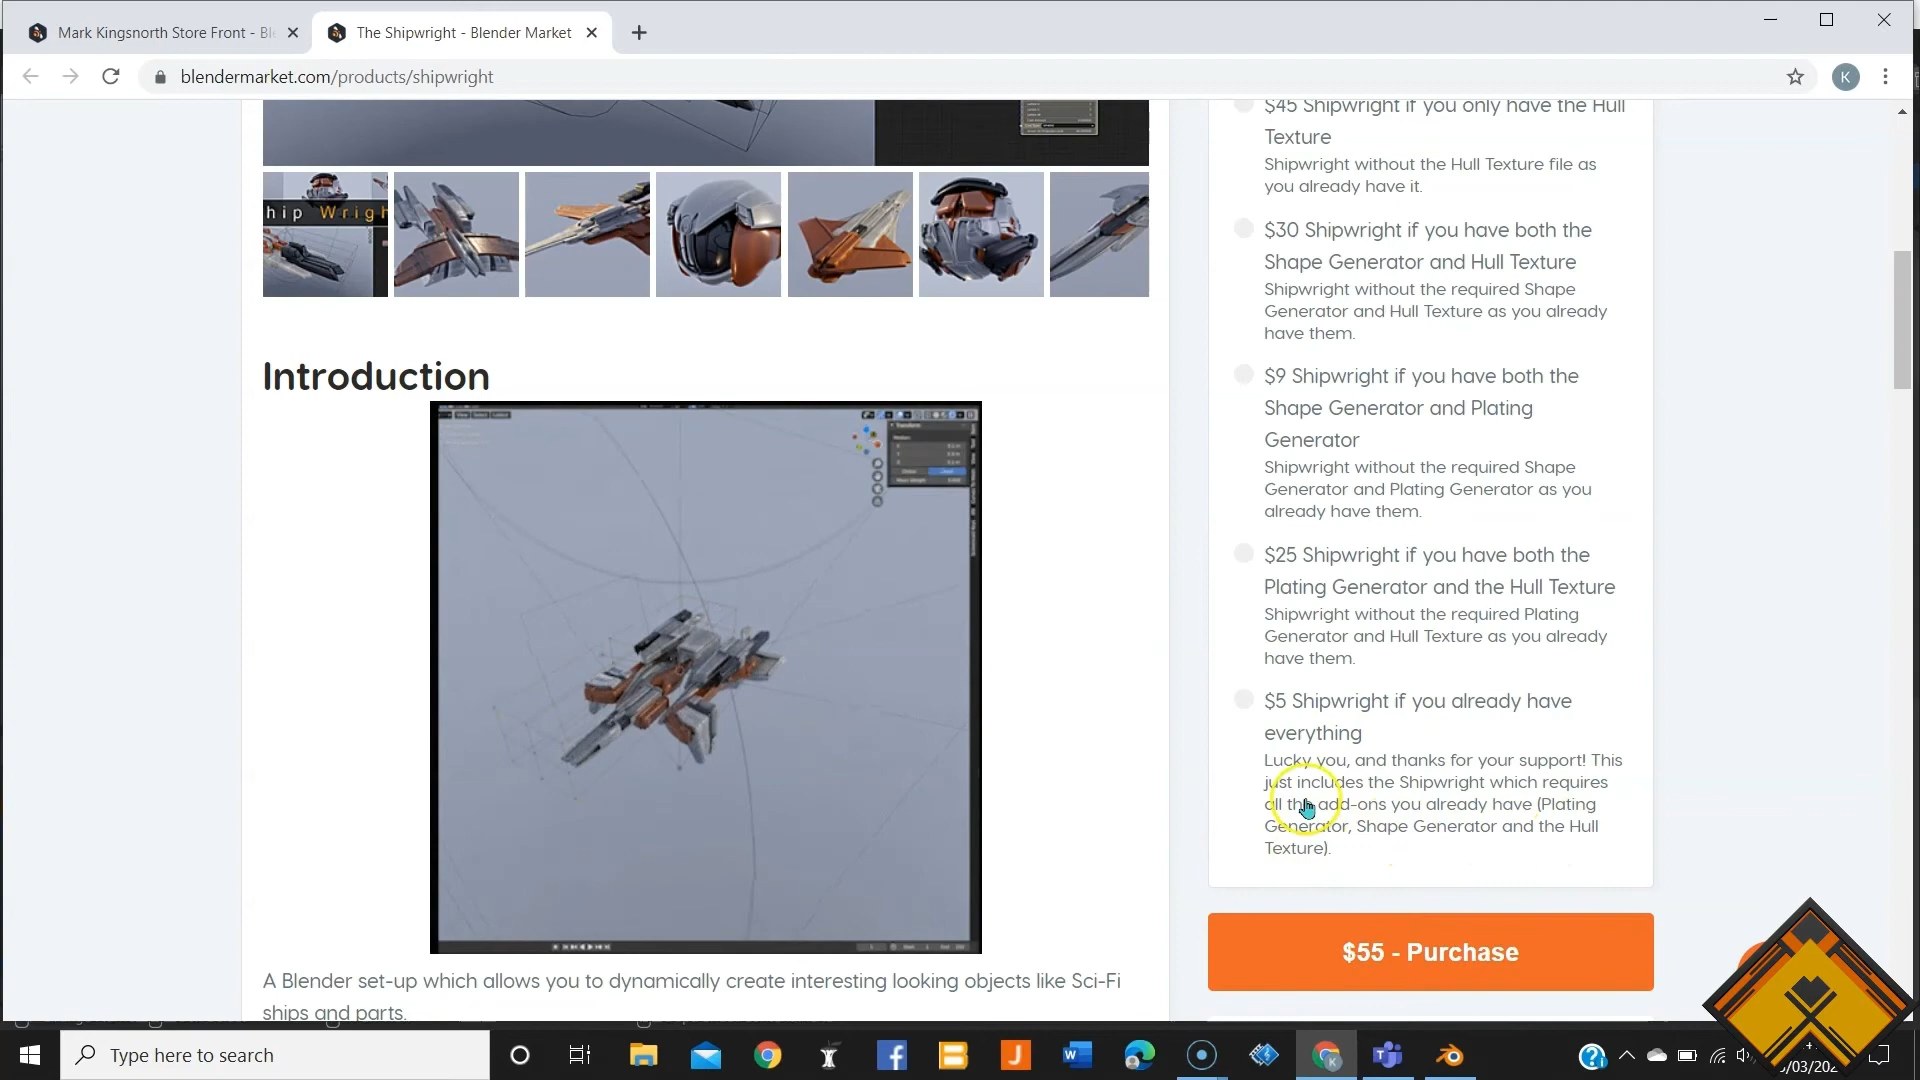 Mark Kingsnorth Store Front - Ble
The Shipwright - Blender Market
blendermarket.com/products/shipwright
K
hip Wrigh
Introduction
A Blender set-up which allows you to dynamically create interesting looking objects like Sci-Fi
ships and parts.
$45 Shipwright if you only have the Hull
Texture
Shipwright without the Hull Texture file as
you already have it.
$30 Shipwright if you have both the
Shape Generator and Hull Texture
Shipwright without the required Shape
Generator and Hull Texture as you already
have them.
$9 Shipwright if you have both the
Shape Generator and Plating
Generator
Shipwright without the required Shape
Generator and Plating Generator as you
already have them.
$25 Shipwright if you have both the
Plating Generator and the Hull Texture
Shipwright without the required Plating
Generator and Hull Texture as you already
have them.
$5 Shipwright if you already have
everything
Lucky you, and thanks for your support! This
just includes the Shipwright which requires
all the add-ons you already have (Plating
Generator, Shape Generator and the Hull
Texture).
$55 - Purchase
Type here to search